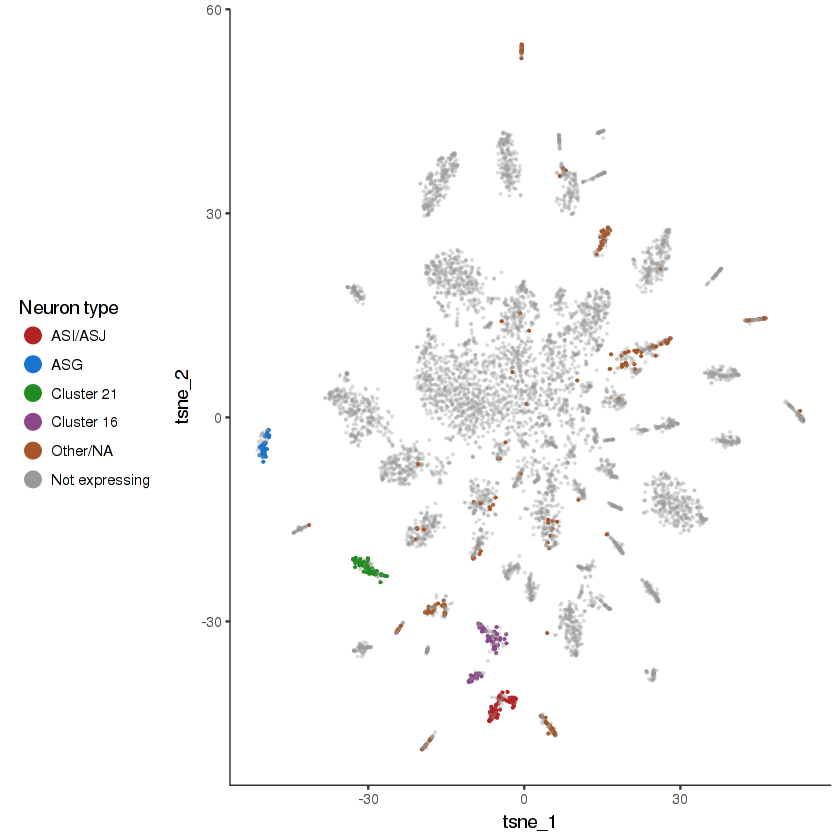 Neuron type
ASI/ASJ
ASG
Cluster 21
Cluster 16
Other/NA
Not expressing
tsne_2
60
30
0
-30
-30
0
30
tsne_1